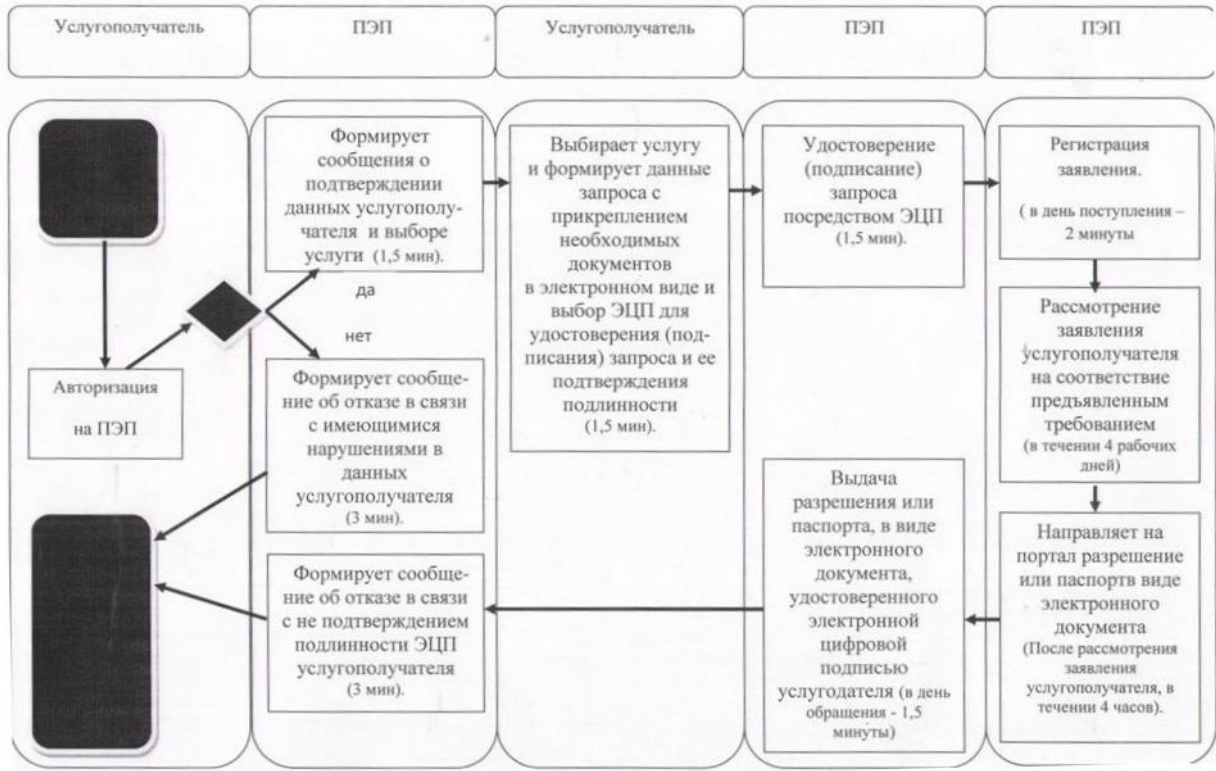 Услугополучатель
ПЭП
Услугополучатель
ПЭП
ПЭП
Авторизация
на ПЭП
Формирует
сообщения о
подтверждении
данных услугополу-
чателя и выборе
услуги (1,5 мин).
да
нет
Формирует сообще-
ние об отказе в связи
с имеющимися
нарушениями в
данных
услугополучателя
(3 мин).
Формирует сообще-
ние об отказе в связи
с не подтверждением
подлинности ЭЦП
услугополучателя
(3 мин).
Выбирает услугу
и формирует данные
запроса с
прикреплением
необходимых
документов
в электронном виде и
выбор ЭЦП для
удостоверения (под-
писания) запроса и ее
подтверждения
подлинности
(1,5 мин).
Удостоверение
(подписание)
запроса
посредством ЭЦП
(1,5 мин).
Выдача
разрешения или
паспорта, в виде
электронного
документа,
удостоверенного
электронной
цифровой
подписью
услугодателя (в день
обращения - 1,5
минуты)
Регистрация
заявления.
( в день поступления –
2 минуты
Рассмотрение
заявления
услугополучателя
на соответствие
предъявленным
требованием
(в течении 4 рабочих
дней)
Направляет на
портал разрешение
или паспортв виде
электронного
документа
(После рассмотрения
заявления
услугополучателя, в
течении 4 часов).